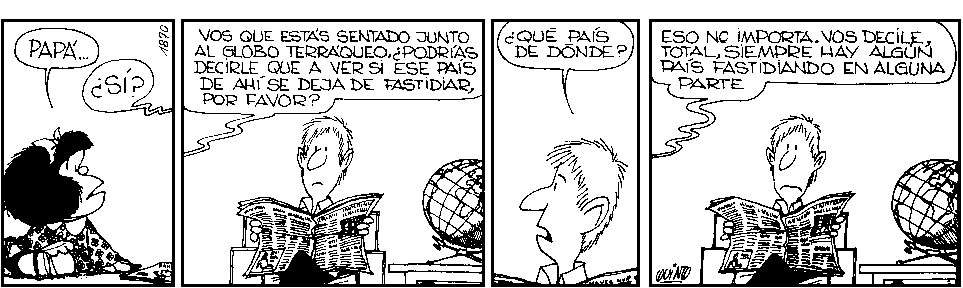 PAPÁ...
¿SÍ?
1870
VOS QUE ESTÁS SENTADO JUNTO
AL GLOBO TERRÁQUEO, ¿PODRÍAS
DECIRLE QUE A VER SI ESE PAÍS
DE AHÍ SE DEJA DE FASTIDIAR,
POR FAVOR?
¿QUÉ PAÍS
DE DÓNDE?
ESO NO IMPORTA. VOS DECILE,
TOTAL, SIEMPRE HAY ALGÚN
PAÍS FASTIDIANDO EN ALGUNA
PARTE
QUINO